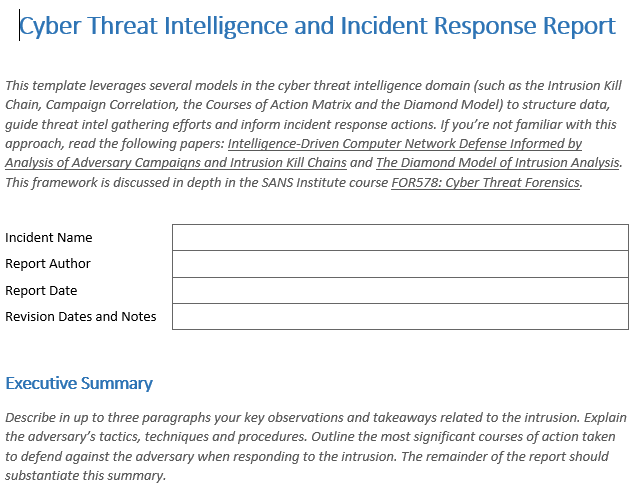 Cyber Threat Intelligence and Incident Response Report
This template leverages several models in the cyber threat intelligence domain (such as the Intrusion Kill
Chain, Campaign Correlation, the Courses of Action Matrix and the Diamond Model) to structure data,
guide threat intel gathering efforts and inform incident response actions. If you’re not familiar with this
approach, read the following papers: Intelligence-Driven Computer Network Defense Informed by
Analysis of Adversary Campaigns and Intrusion Kill Chains and The Diamond Model of Intrusion Analysis.
This framework is discussed in depth in the SANS Institute course FOR578: Cyber Threat Forensics.
Incident Name
Report Author
Report Date
Revision Dates and Notes
Executive Summary
Describe in up to three paragraphs your key observations and takeaways related to the intrusion. Explain
the adversary’s tactics, techniques and procedures. Outline the most significant courses of action taken
to defend against the adversary when responding to the intrusion. The remainder of the report should
substantiate this summary.